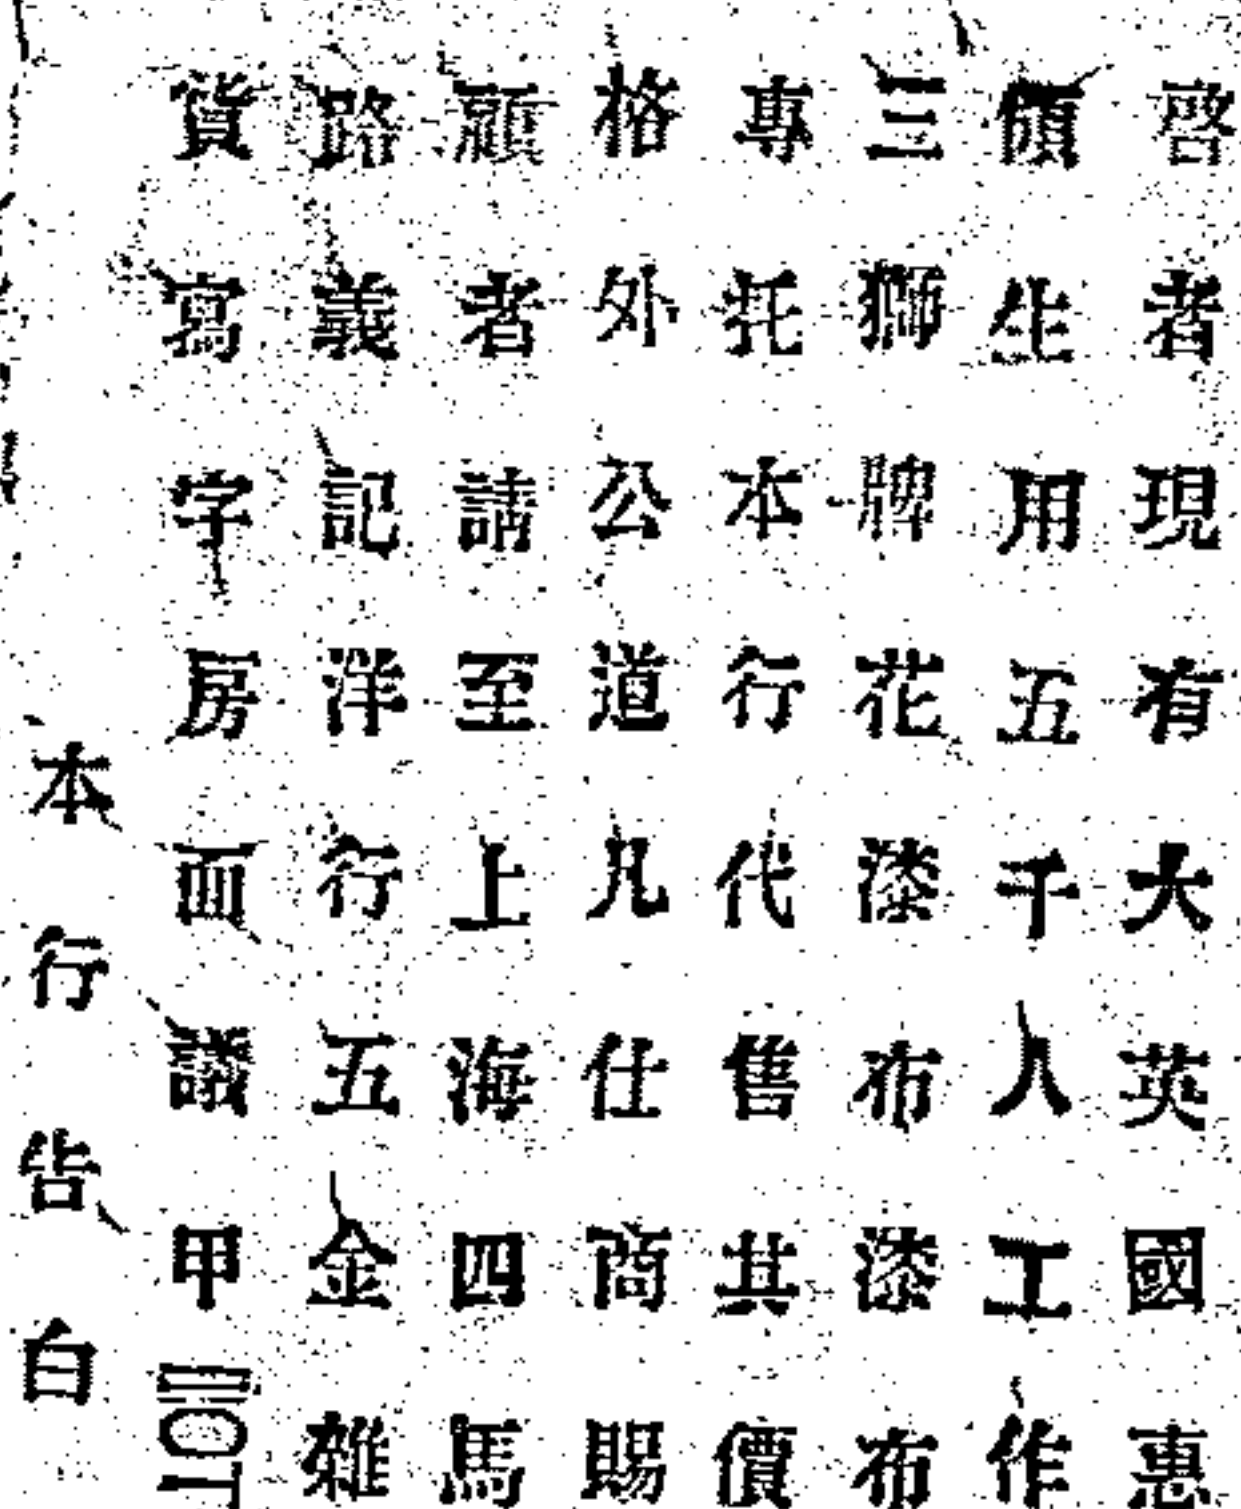 啓者現有大英國惠
傾生用五千人工作
三獅牌花漆布漆布
專托本行代售其價
格外公道凡仕商賜
顧者請至上海四馬
路義記洋行五金雜
貨寫字房面議甲
本行告白